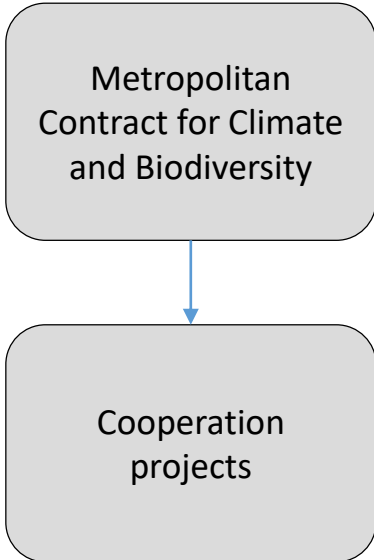 Metropolitan
Contract for Climate
and Biodiversity
Cooperation
projects